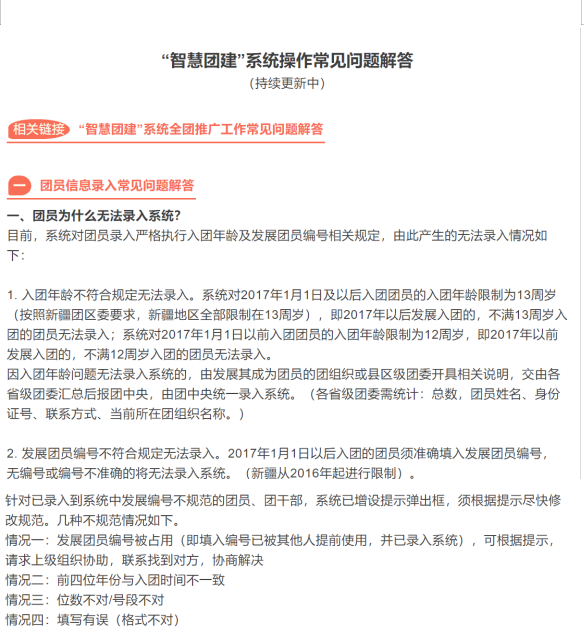 “智慧团建”系统操作常见问题解答
（持续更新中）
相关链接 “智慧团建”系统全团推广工作常见问题解答
一 团员信息录入常见问题解答
一、团员为什么无法录入系统？
目前，系统对团员录入严格执行入团年龄及发展团员编号相关规定，由此产生的无法录入情况如
下：
1. 入团年龄不符合规定无法录入。系统对2017年1月1日及以后入团团员的入团年龄限制为13周岁
（按照新疆团区委要求，新疆地区全部限制在13周岁），即2017年以后发展入团的，不满13周岁入
团的团员无法录入；系统对2017年1月1日以前入团团员的入团年龄限制为12周岁，即2017年以前
发展入团的，不满12周岁入团的团员无法录入。
因入团年龄问题无法录入系统的，由发展其成为团员的团组织或县区级团委开具相关说明，交由各
省级团委汇总后报团中央，由团中央统一录入系统。（各省级团委需统计：总数，团员姓名、身份
证号、联系方式、当前所在团组织名称。）
2. 发展团员编号不符合规定无法录入。2017年1月1日以后入团的团员须准确填入发展团员编号，
无编号或编号不准确的将无法录入系统。（新疆从2016年起进行限制）。
针对已录入到系统中发展编号不规范的团员、团干部，系统已增设提示弹出框，须根据提示尽快修
改规范。几种不规范情况如下。
情况一：发展团员编号被占用（即填入编号已被其他人提前使用，并已录入系统），可根据提示，
请求上级组织协助，联系找到对方，协商解决
情况二：前四位年份与入团时间不一致
情况三：位数不对/号段不对
情况四：填写有误（格式不对）